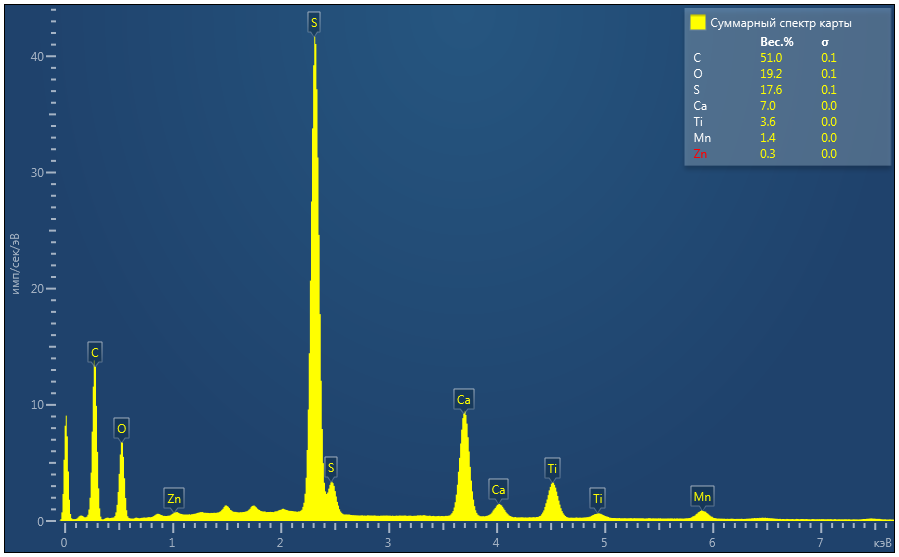 Суммарный спектр карты
Вес.% σ
C 51.0 0.1
O 19.2 0.1
S 17.6 0.1
Ca 7.0 0.0
Ti 3.6 0.0
Mn 1.4 0.0
Zn 0.3 0.0
имп/сек/эВ
40
30
20
10
0
S
C
O
Zn
S
Ca
Ca
Ti
Ti
Mn
0 1 2 3 4 5 6 7 кэВ